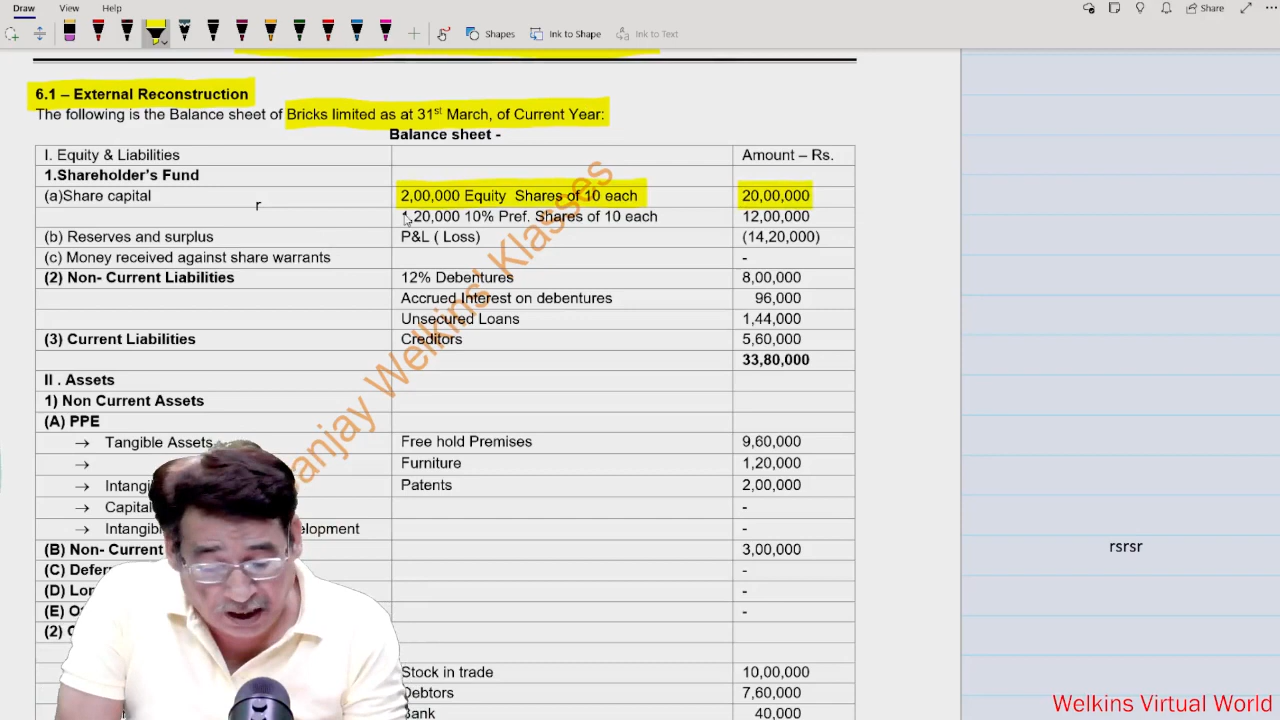 Draw View Help
Share
Shapes Ink to Shape Ink to Text
6.1 – External Reconstruction
The following is the Balance sheet of Bricks limited as at 31st March, of Current Year:
Balance sheet -
I. Equity & Liabilities Amount – Rs.
1.Shareholder's Fund
(a)Share capital 2,00,000 Equity Shares of 10 each 20,00,000
r
1,20,000 10% Pref. Shares of 10 each 12,00,000
(b) Reserves and surplus P&L ( Loss) (14,20,000)
(c) Money received against share warrants -
(2) Non- Current Liabilities 12% Debentures 8,00,000
Accrued Interest on debentures 96,000
Unsecured Loans 1,44,000
(3) Current Liabilities Creditors 5,60,000
33,80,000
II . Assets
1) Non Current Assets
(A) PPE
→ Tangible Assets Free hold Premises 9,60,000
→ Furniture 1,20,000
→ Patents 2,00,000
→ -
→ -
(B) Non- Current 3,00,000
(C) -
(D) -
(E) -
(2)
Stock in trade 10,00,000
Debtors 7,60,000
Bank 40,000
Welkins' Klasses
rsrsr
Welkins Virtual World